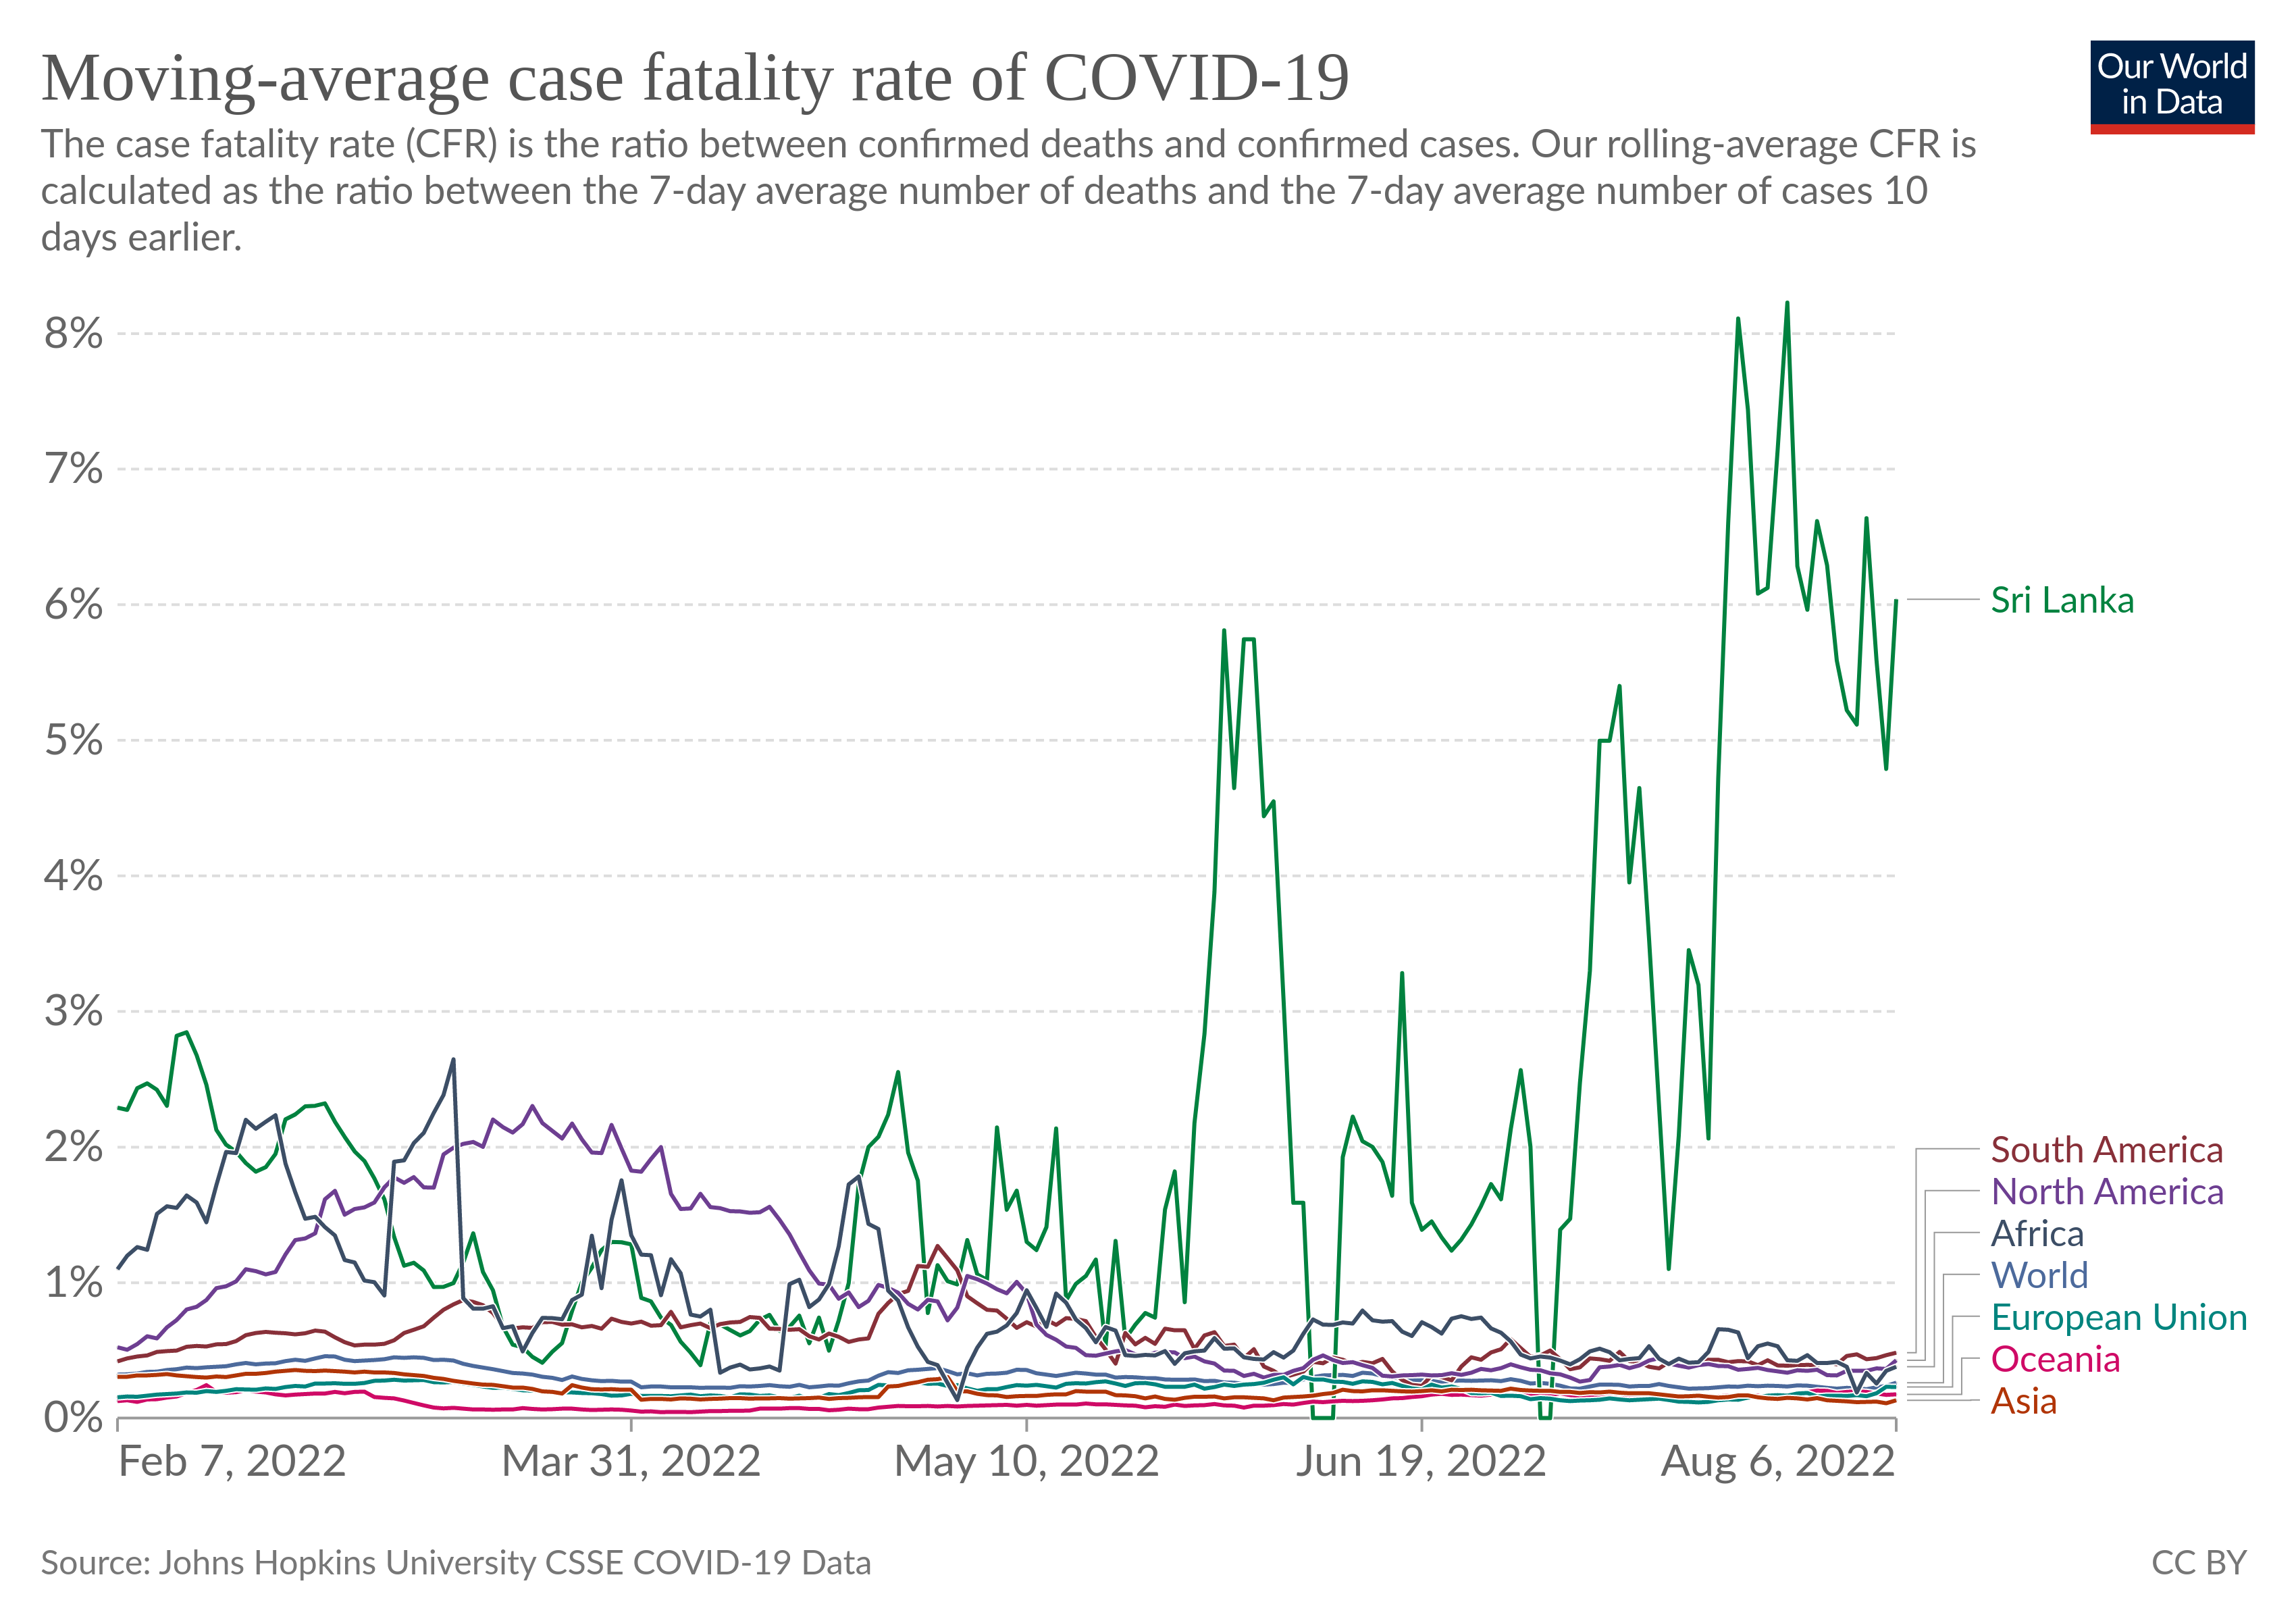 Moving-average case fatality rate of COVID-19
Our World
in Data
The case fatality rate (CFR) is the ratio between confirmed deaths and confirmed cases. Our rolling-average CFR is
calculated as the ratio between the 7-day average number of deaths and the 7-day average number of cases 10
days earlier.
8%
7%
6%
5%
4%
3%
2%
1%
0%
Sri Lanka
South America
North America
Africa
World
European Union
Oceania
Asia
Feb 7, 2022
Mar 31, 2022
May 10, 2022
Jun 19, 2022
Aug 6, 2022
Source: Johns Hopkins University CSSE COVID-19 Data
CC BY